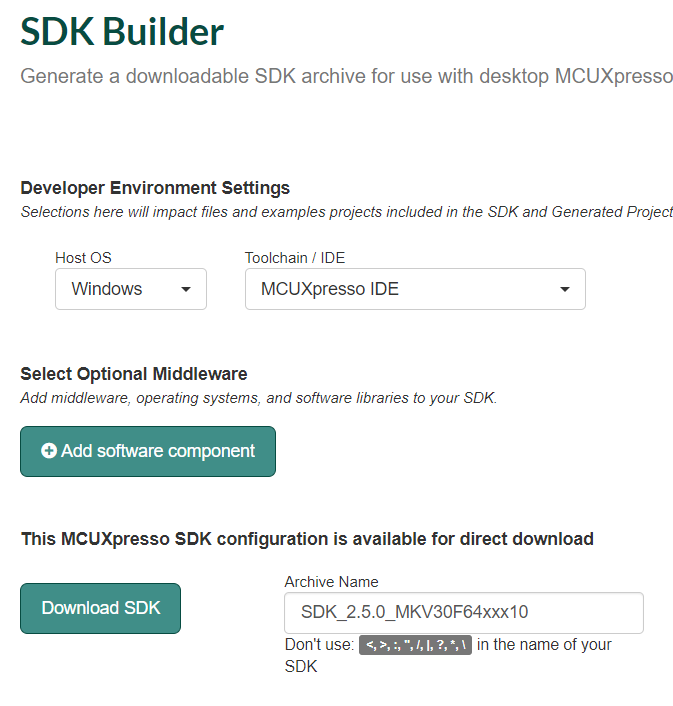 SDK Builder
Generate a downloadable SDK archive for use with desktop MCUXpresso
Developer Environment Settings
Selections here will impact files and examples projects included in the SDK and Generated Project
Host OS
Toolchain / IDE
Windows
MCUXpresso IDE
Select Optional Middleware
Add middleware, operating systems, and software libraries to your SDK.
Add software component
This MCUXpresso SDK configuration is available for direct download
Archive Name
Download SDK
SDK_2.5.0_MKV30F64xxx10
Don't use: <, >, :, ", /, |, ?, *, \ in the name of your
SDK